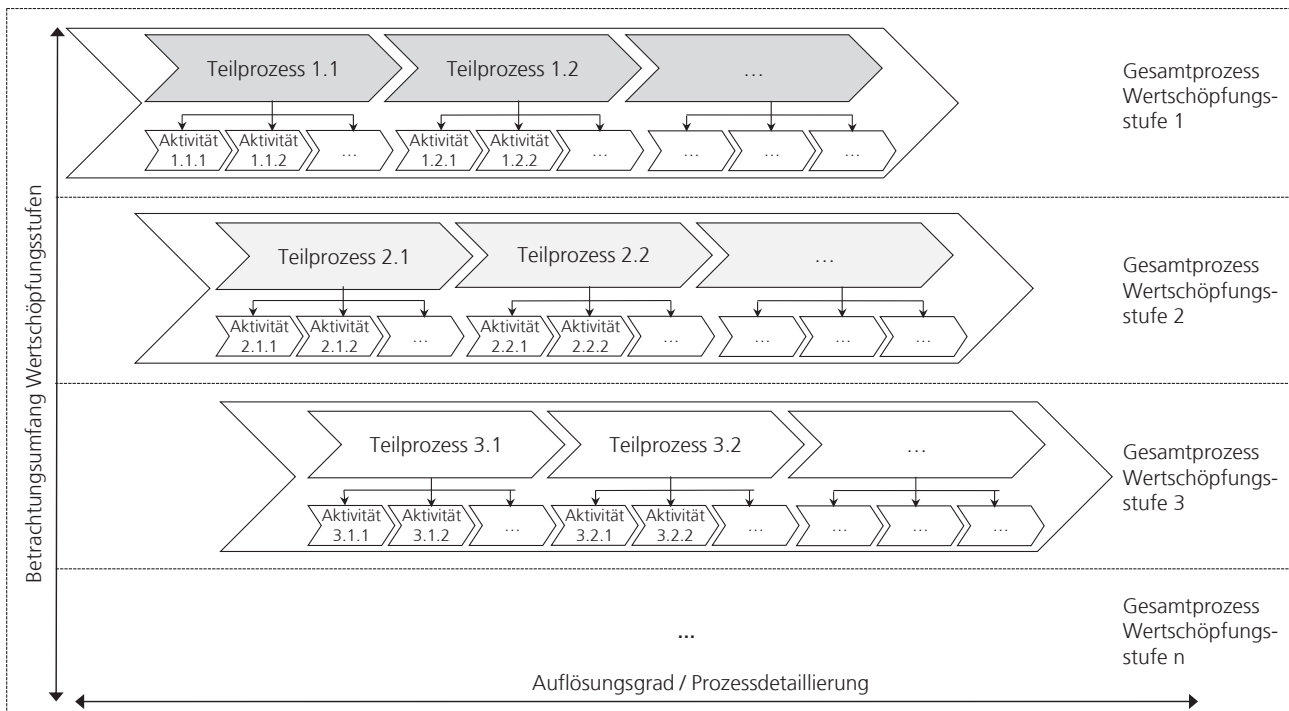 Betrachtungsumfang Wertschöpfungsstufen
Teilprozess 1.1
Teilprozess 1.2
...
Aktivität
1.1.1
Aktivität
1.1.2
...
Aktivität
1.2.1
Aktivität
1.2.2
...
...
...
...
Gesamtprozess
Wertschöpfungs-
stufe 1
Teilprozess 2.1
Teilprozess 2.2
...
Aktivität
2.1.1
Aktivität
2.1.2
...
Aktivität
2.2.1
Aktivität
2.2.2
...
...
...
...
Gesamtprozess
Wertschöpfungs-
stufe 2
Teilprozess 3.1
Teilprozess 3.2
...
Aktivität
3.1.1
Aktivität
3.1.2
...
Aktivität
3.2.1
Aktivität
3.2.2
...
...
...
...
Gesamtprozess
Wertschöpfungs-
stufe 3
...
Gesamtprozess
Wertschöpfungs-
stufe n
Auflösungsgrad / Prozessdetaillierung